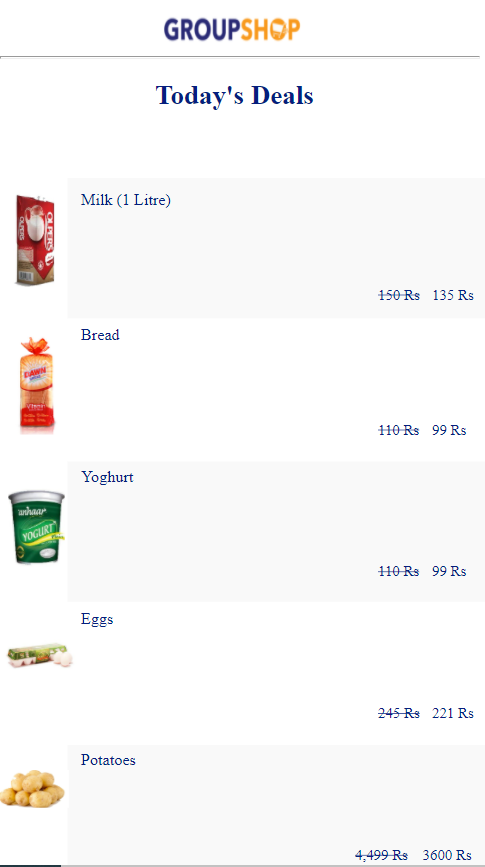 GROUPSHOP
Today's Deals
Milk (1 Litre)
OLPERS
150 Rs 135 Rs
Bread
DAWN
110 Rs 99 Rs
Yoghurt
anhaar
YOGURT
110 Rs 99 Rs
Eggs
245 Rs 221 Rs
Potatoes
4,499 Rs 3600 Rs